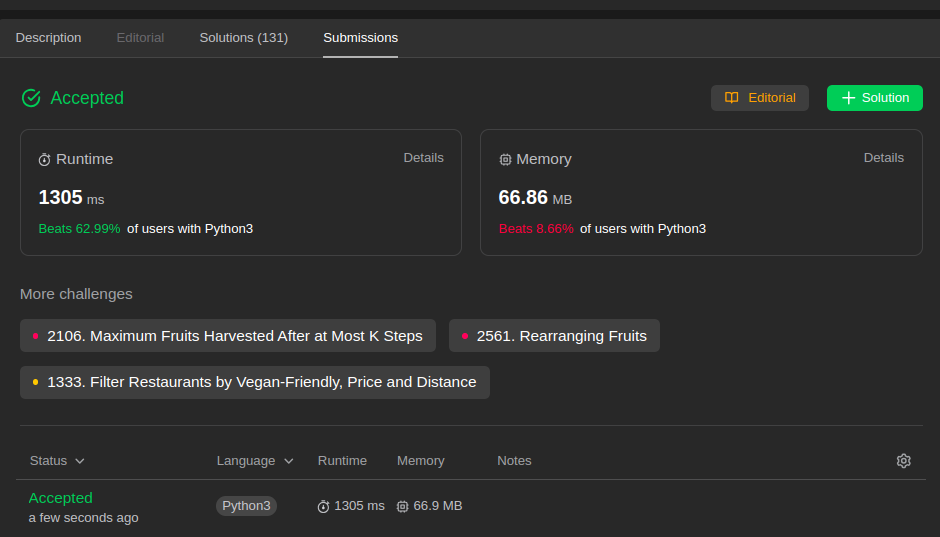 Description Editorial Solutions (131) Submissions
Accepted Editorial Solution
Runtime Details
1305 ms
Beats 62.99% of users with Python3
Memory Details
66.86 MB
Beats 8.66% of users with Python3
More challenges
2106. Maximum Fruits Harvested After at Most K Steps
2561. Rearranging Fruits
1333. Filter Restaurants by Vegan-Friendly, Price and Distance
Status Language Runtime Memory Notes
Accepted Python3 1305 ms 66.9 MB
a few seconds ago